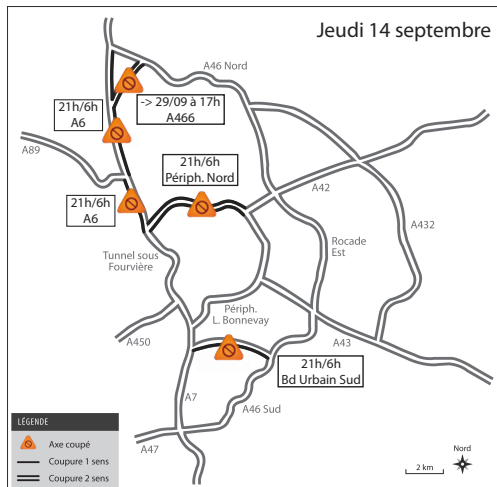 Jeudi 14 septembre
A46 Nord
21h/6h
A6
-> 29/09 à 17h
A466
A89
21h/6h
Périph. Nord
A42
21h/6h
A6
A432
Rocade
Est
Tunnel sous
Fourvière
Périph.
L. Bonnevay
A450
A43
21h/6h
Bd Urbain Sud
A7
A46 Sud
A47
LÉGENDE
Axe coupé
Coupure 1 sens
Coupure 2 sens
Nord
2 km